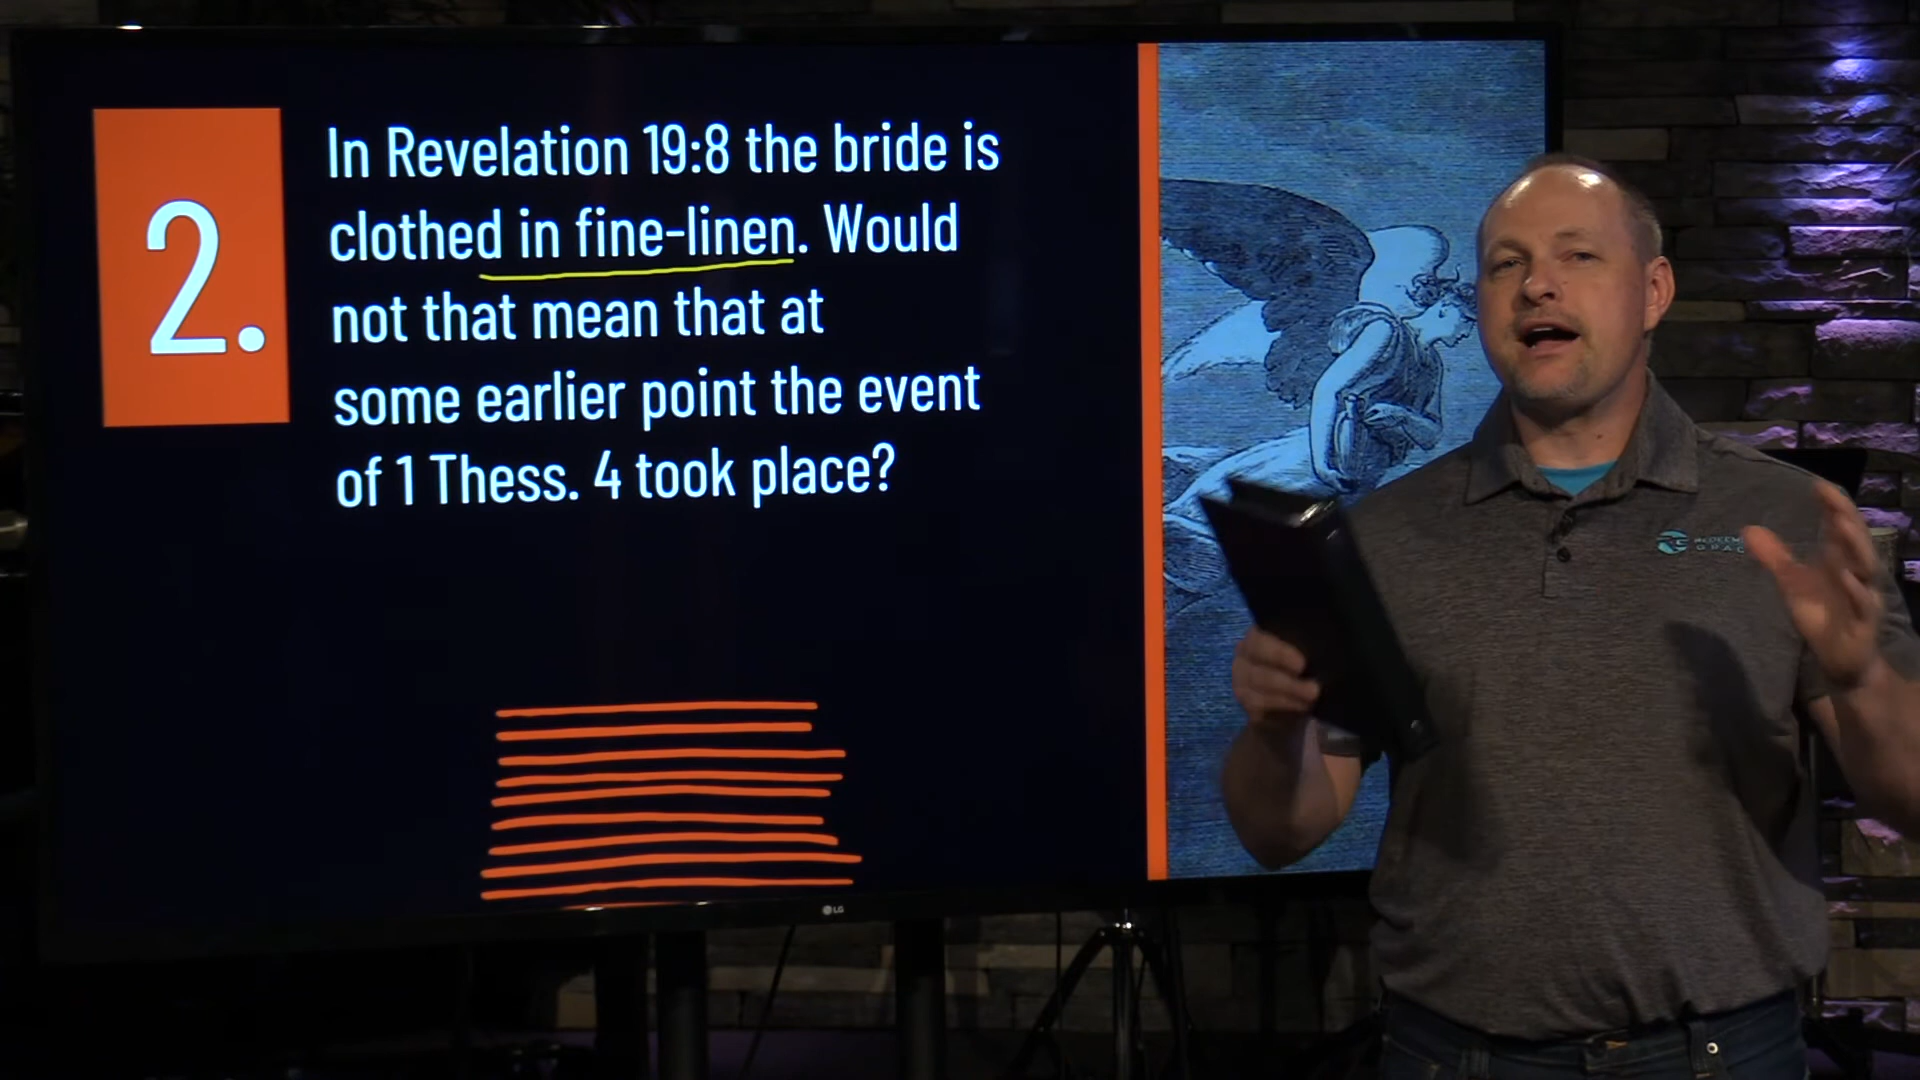 2.
In Revelation 19:8 the bride is
clothed in fine-linen. Would
not that mean that at
some earlier point the event
of 1 Thess. 4 took place?
LG